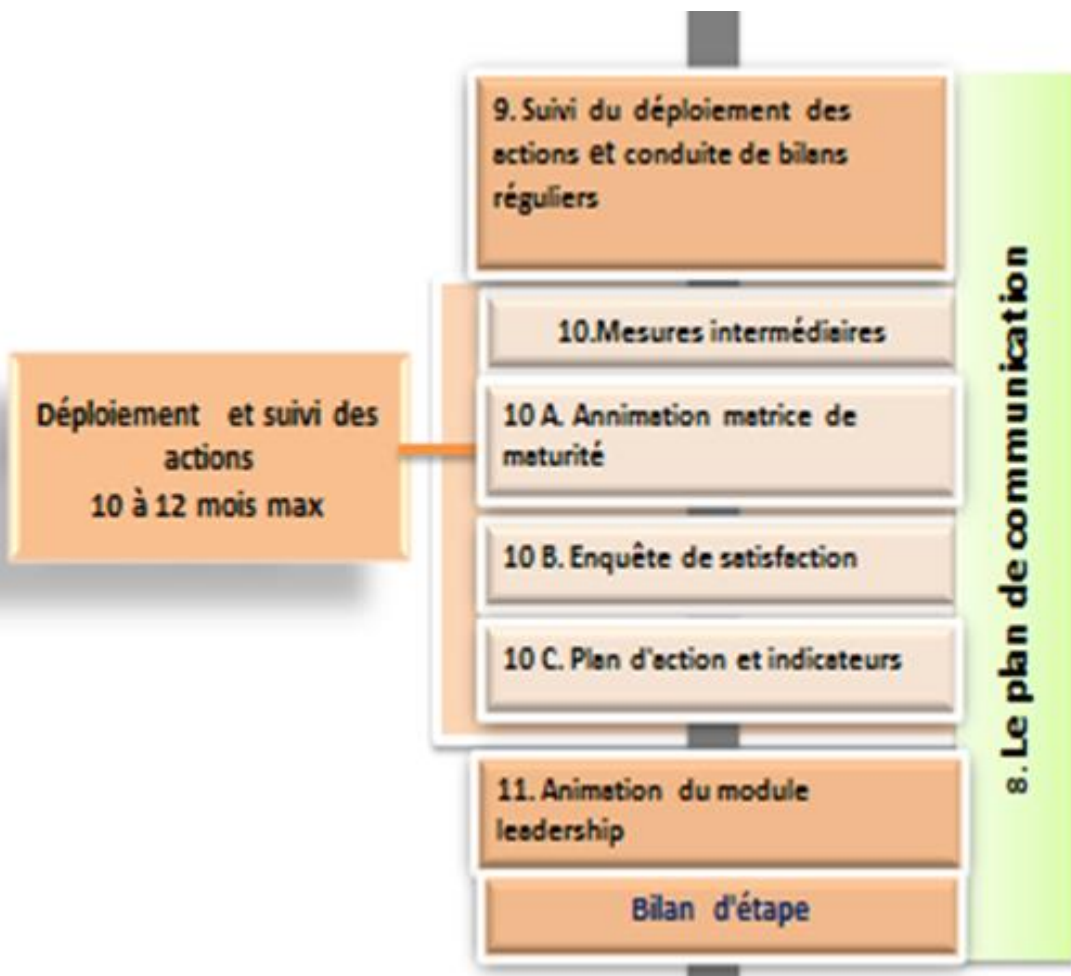 9. Suivi du déploiement des
actions et conduite de bilans
réguliers
10.Mesures intermédiaires
Déploiement et suivi des
actions
10 à 12 mois max
10 A. Annimation matrice de
maturité
10 B. Enquête de satisfaction
10 C. Plan d'action et indicateurs
11. Animation du module
leadership
Bilan d'étape
8. Le plan de communication